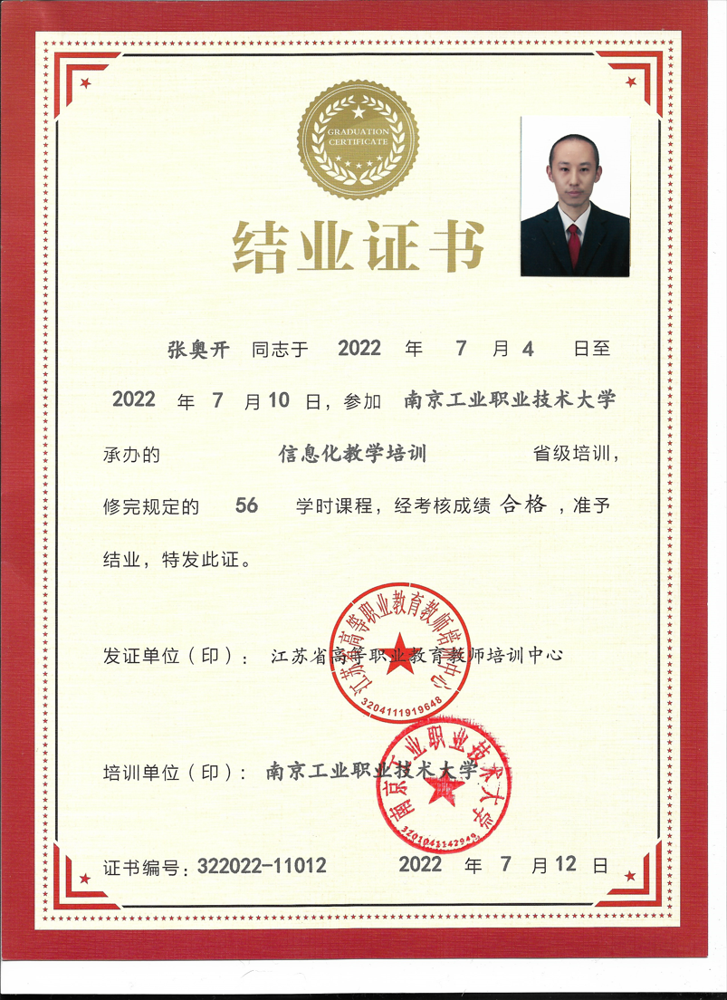 GRADUATION
CERTIFICATE
结业证书
张奥开 同志于 2022 年 7 月 4 日至
2022 年 7 月 10 日，参加 南京工业职业技术大学
承办的 信息化教学培训 省级培训，
修完规定的 56 学时课程，经考核成绩 合格，准予
结业，特发此证。
江苏省高等职业教育教师培训中心
发证单位（印）：江苏省高等职业教育教师培训中心
3204111919648
南京工业职业技术大学
培训单位（印）：南京工业职业技术大学
3201041142949
证书编号：322022-11012 2022 年 7 月 12 日